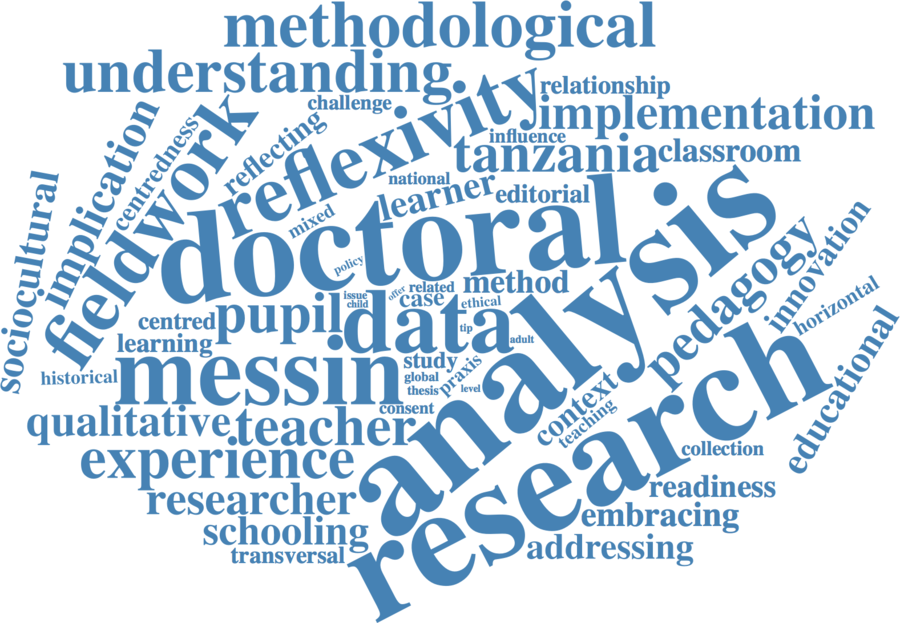 methodological
understanding
reflexivity
relationship
challenge
implementation
implication
centredness
fieldwork
reflecting
influence
tanzania
classroom
sociocultural
national
learner
editorial
mixed
doctoral
analysis
policy
pedagogy
innovation
horizontal
issue
child
offer
related
case
ethical
method
centred
pupil
data
tip
adult
learning
messin
study
praxis
historical
global
thesis
level
consent
context
teaching
educational
qualitative
teacher
research
collection
experience
researcher
readiness
schooling
embracing
transversal
addressing